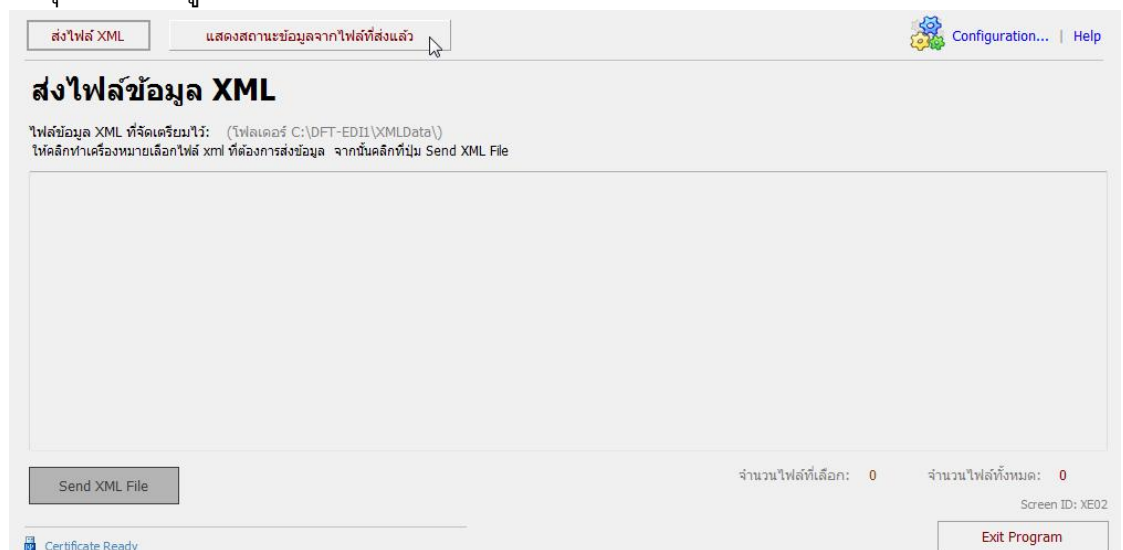 ส่งไฟล์ XML
แสดงสถานะข้อมูลจากไฟล์ที่ส่งแล้ว
Configuration... | Help
ส่งไฟล์ข้อมูล XML
ไฟล์ข้อมูล XML ที่จัดเตรียมไว้: (โฟลเดอร์ C:\DFT-EDI1\XMLData\)
ให้คลิกทำเครื่องหมายเลือกไฟล์ xml ที่ต้องการส่งข้อมูล จากนั้นคลิกที่ปุ่ม Send XML File
Send XML File
จำนวนไฟล์ที่เลือก: 0 จำนวนไฟล์ทั้งหมด: 0
Screen ID: XE02
Exit Program
Certificate Ready